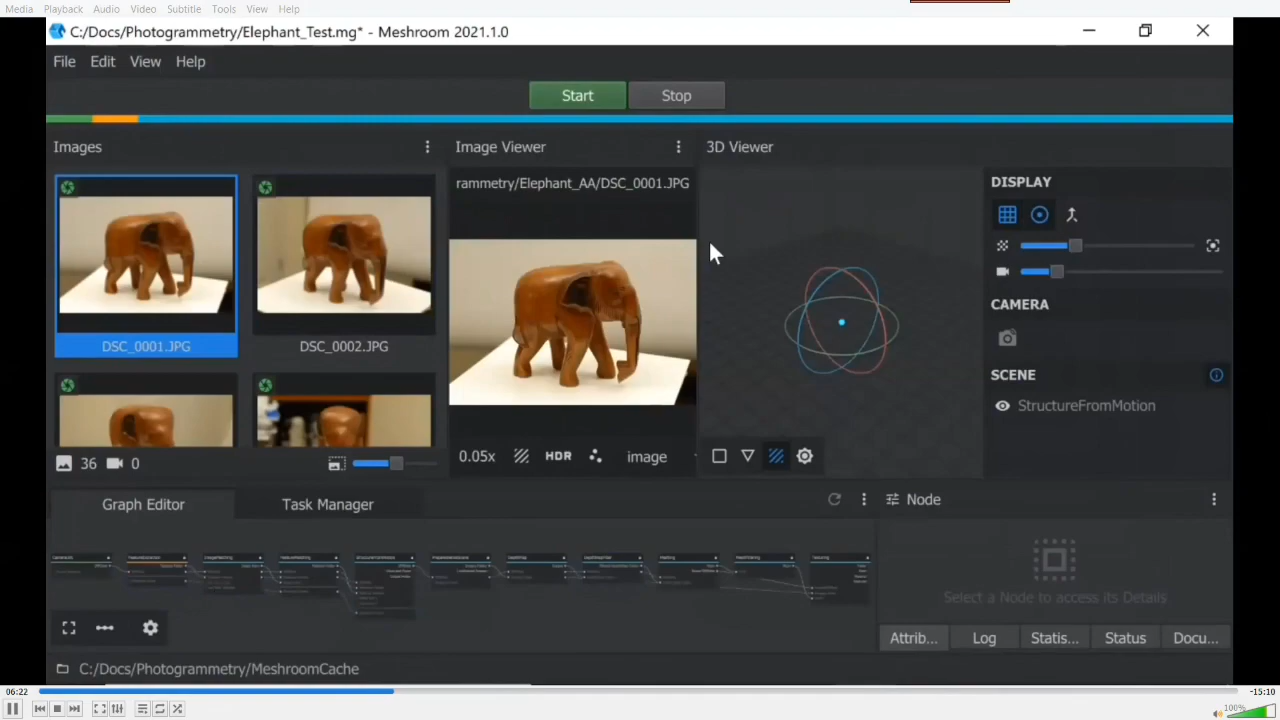 Media Playback Audio Video Subtitle Tools View Help
C:/Docs/Photogrammetry/Elephant_Test.mg* - Meshroom 2021.1.0
File Edit View Help
Start Stop
Images
Image Viewer
3D Viewer
rammetry/Elephant_AA/DSC_0001.JPG
DISPLAY
CAMERA
SCENE
StructureFromMotion
DSC_0001.JPG
DSC_0002.JPG
36 0
0.05x HDR image
Graph Editor Task Manager
Node
Select a Node to access its Details
Attrib... Log Statis... Status Docu...
C:/Docs/Photogrammetry/MeshroomCache
06:22
-15:10
100%